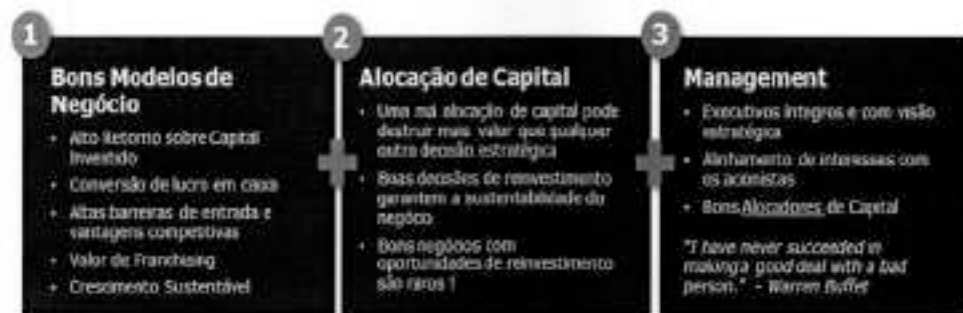 1
Bons Modelos de
Negócio
• Alto Retorno sobre Capital
Investido
• Conversão de lucro em caixa
• Altas barreiras de entrada e
vantagens competitivas
• Valor de Franchising
• Crescimento Sustentável
+
2
Alocação de Capital
• Uma má alocação de capital pode
destruir mais valor que qualquer
outra decisão estratégica
• Boas decisões de reinvestimento
garantem a sustentabilidade do
negócio
• Bons negócios com
oportunidades de reinvestimento
são raros !
+
3
Management
• Executivos íntegros e com visão
estratégica
• Alinhamento de interesses com
os acionistas
• Bons Alocadores de Capital
"I have never succeeded in
making a good deal with a bad
person." - Warren Buffet